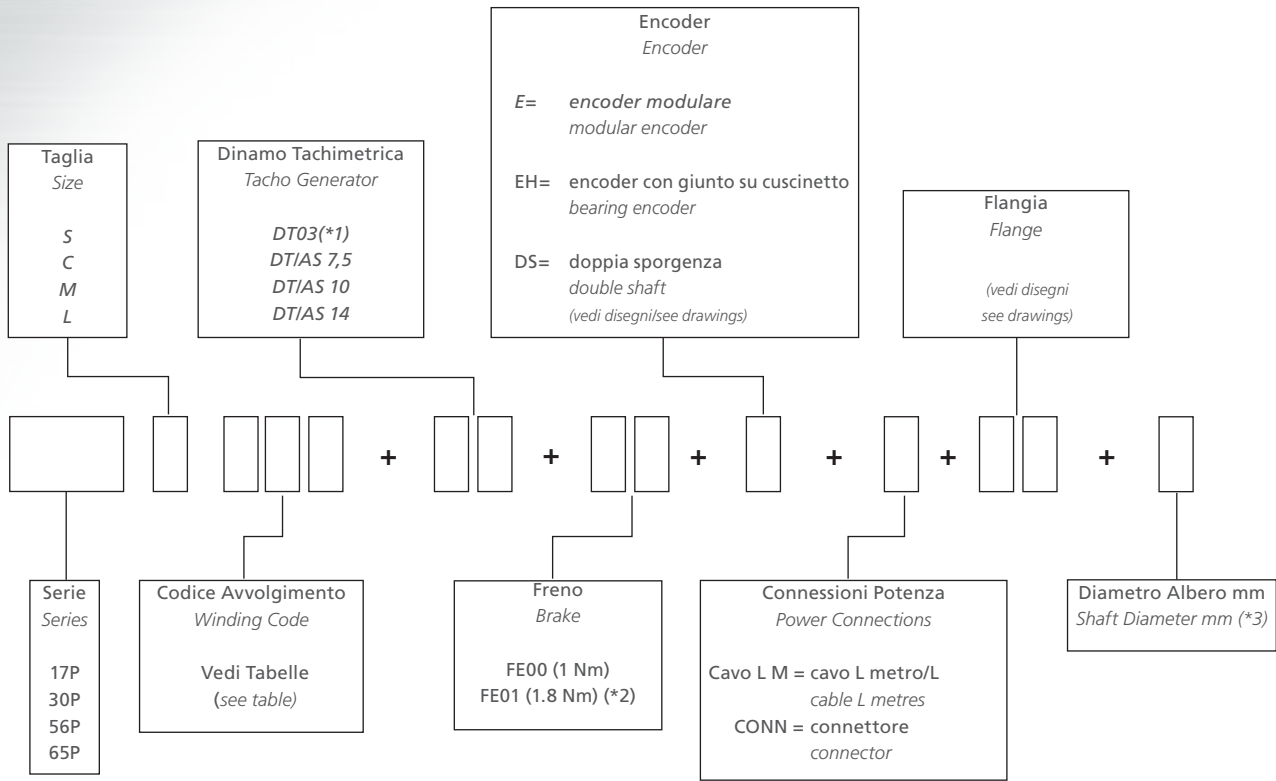 Encoder
Encoder
E= encoder modulare
modular encoder
EH= encoder con giunto su cuscinetto
bearing encoder
DS= doppia sporgenza
double shaft
(vedi disegni/see drawings)
Taglia
Size
S
C
M
L
Dinamo Tachimetrica
Tacho Generator
DT03(*1)
DT/AS 7,5
DT/AS 10
DT/AS 14
Flangia
Flange
(vedi disegni
see drawings)
+ + + + + +
Serie
Series
17P
30P
56P
65P
Codice Avvolgimento
Winding Code
Vedi Tabelle
(see table)
Freno
Brake
FE00 (1 Nm)
FE01 (1.8 Nm) (*2)
Connessioni Potenza
Power Connections
Cavo L M = cavo L metro/L
cable L metres
CONN = connettore
connector
Diametro Albero mm
Shaft Diameter mm (*3)